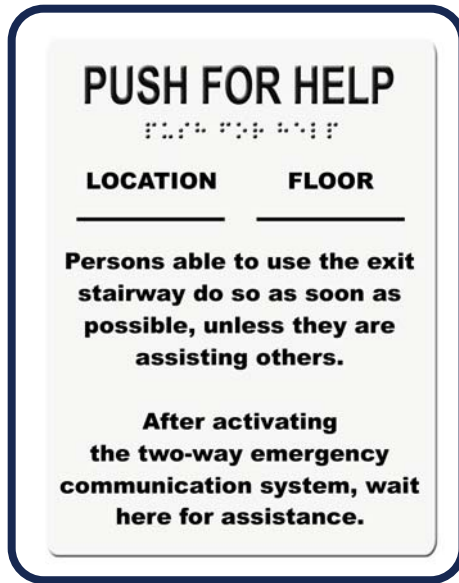 PUSH FOR HELP
⠏⠥⠎⠓ ⠋⠕⠗ ⠓⠑⠇⠏
LOCATION FLOOR
Persons able to use the exit
stairway do so as soon as
possible, unless they are
assisting others.
After activating
the two-way emergency
communication system, wait
here for assistance.